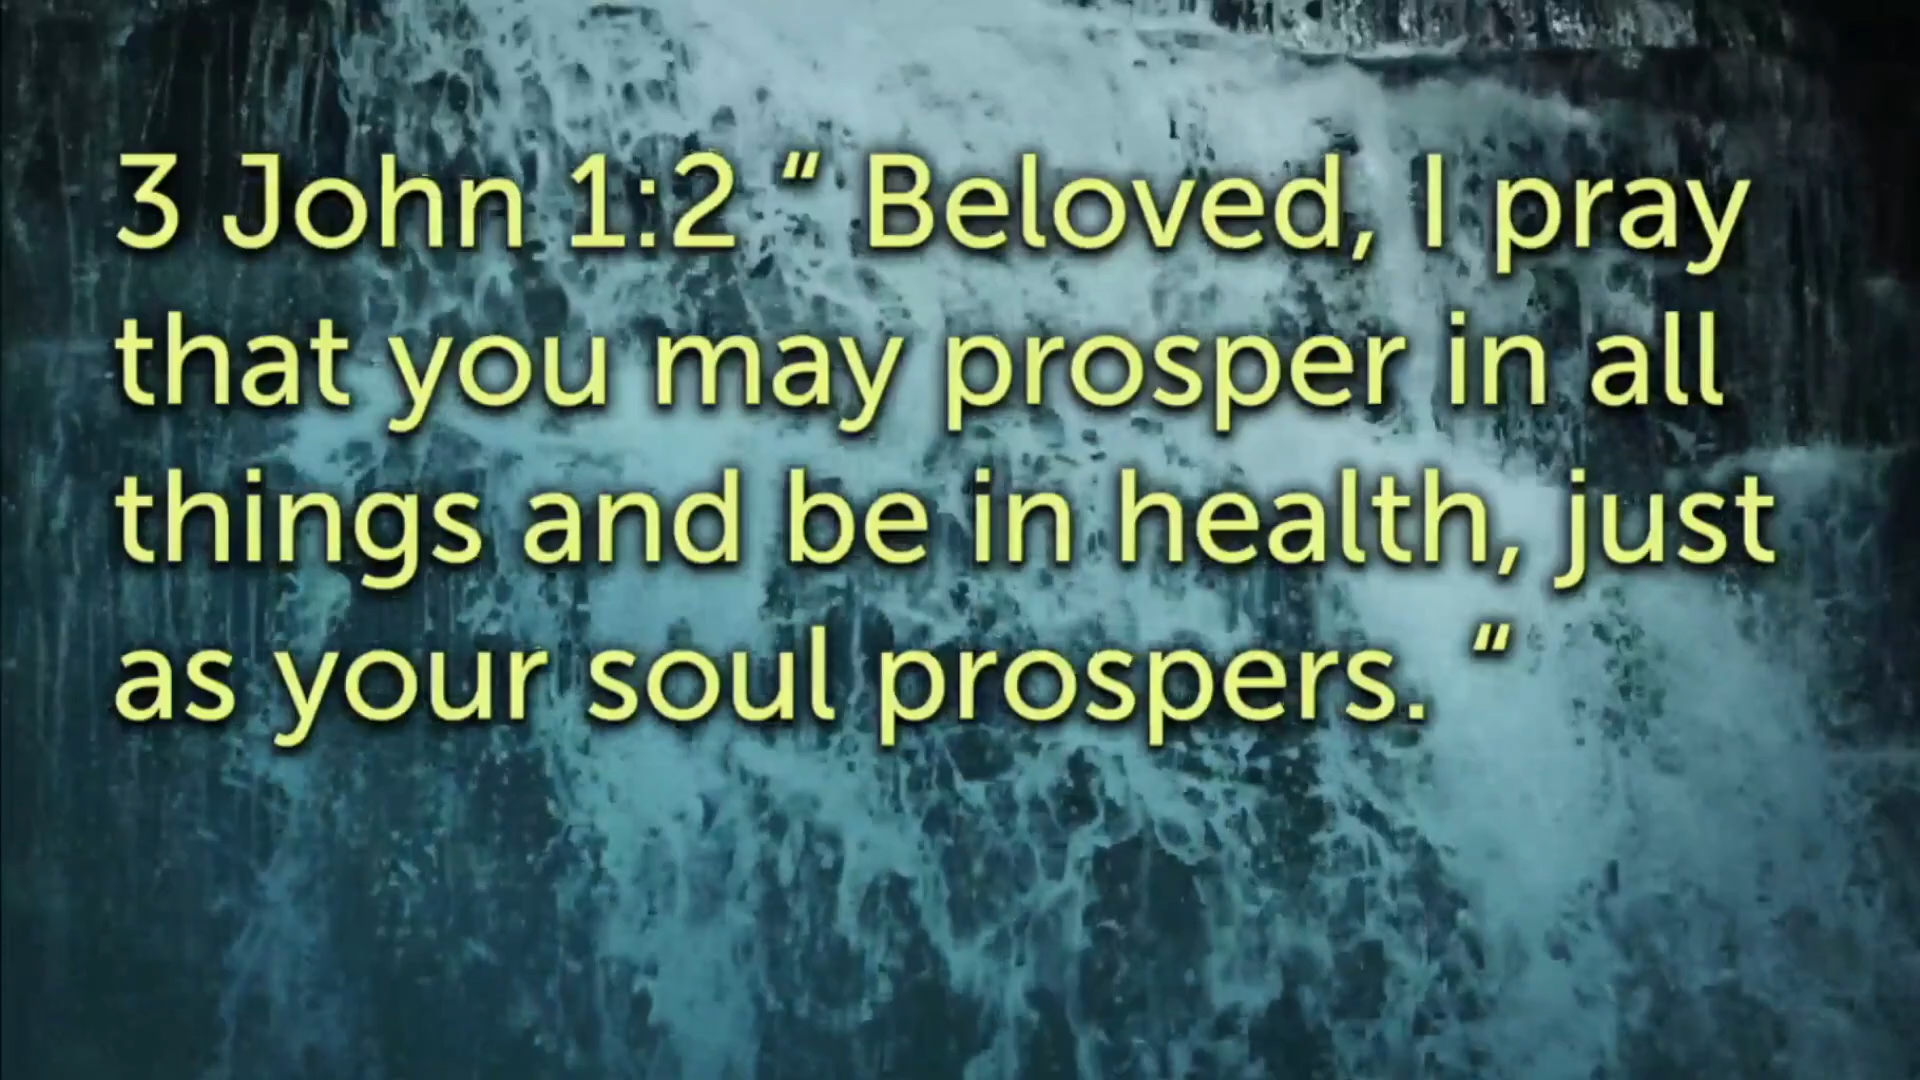 3 John 1:2 “ Beloved, I pray
that you may prosper in all
things and be in health, just
as your soul prospers. “